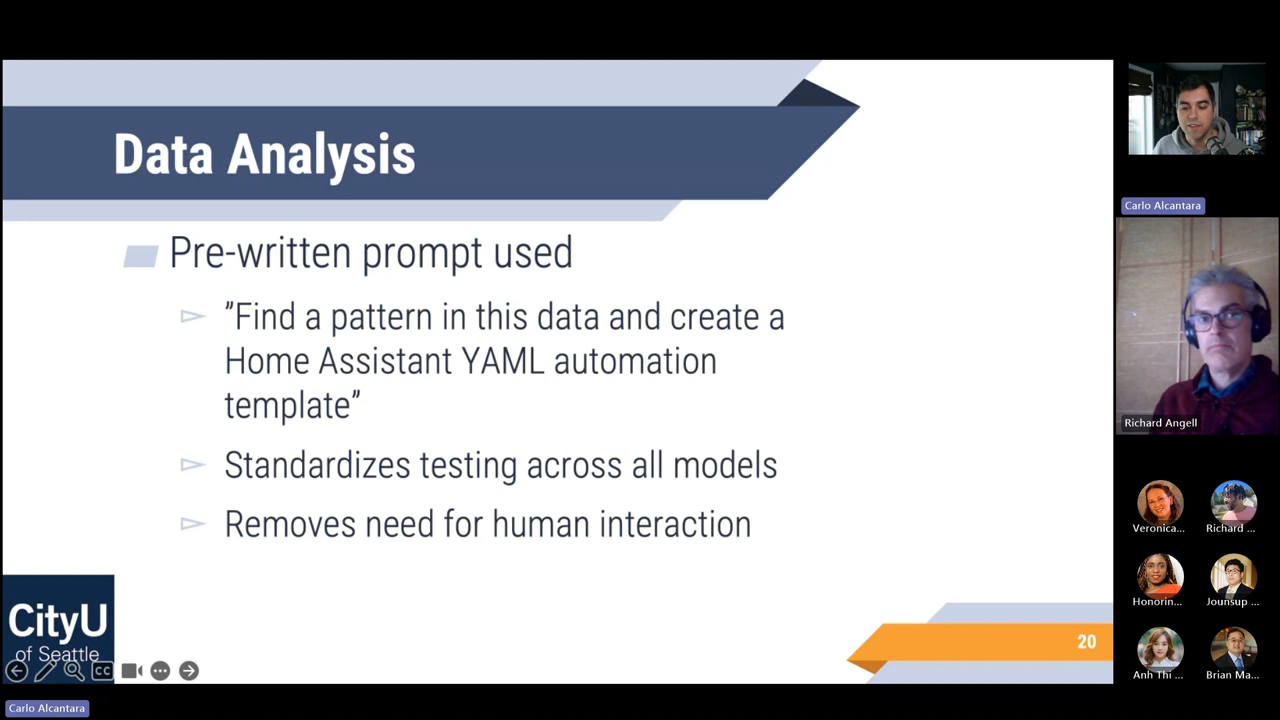 Data Analysis
Pre-written prompt used
”Find a pattern in this data and create a
Home Assistant YAML automation
template”
Standardizes testing across all models
Removes need for human interaction
CityU
of Seattle
CC
20
Carlo Alcantara
Carlo Alcantara
Richard Angell
Veronica... Richard ...
Honorin... Jounsup ...
Anh Thi ... Brian Ma...